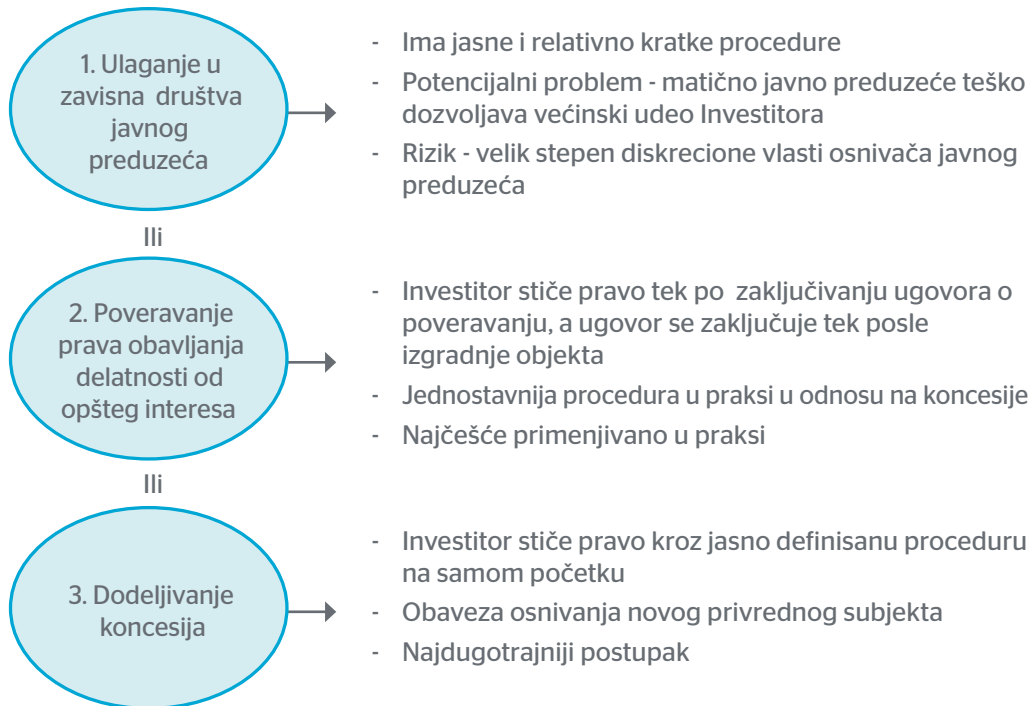 1. Ulaganje u
zavisna društva
javnog
preduzeća
- Ima jasne i relativno kratke procedure
- Potencijalni problem - matično javno preduzeće teško
dozvoljava većinski udeo Investitora
- Rizik - velik stepen diskrecione vlasti osnivača javnog
preduzeća
Ili
2. Poveravanje
prava obavljanja
delatnosti od
opšteg interesa
- Investitor stiče pravo tek po zaključivanju ugovora o
poveravanju, a ugovor se zaključuje tek posle
izgradnje objekta
- Jednostavnija procedura u praksi u odnosu na koncesije
- Najčešće primenjivano u praksi
Ili
3. Dodeljivanje
koncesija
- Investitor stiče pravo kroz jasno definisanu proceduru
na samom početku
- Obaveza osnivanja novog privrednog subjekta
- Najdugotrajniji postupak